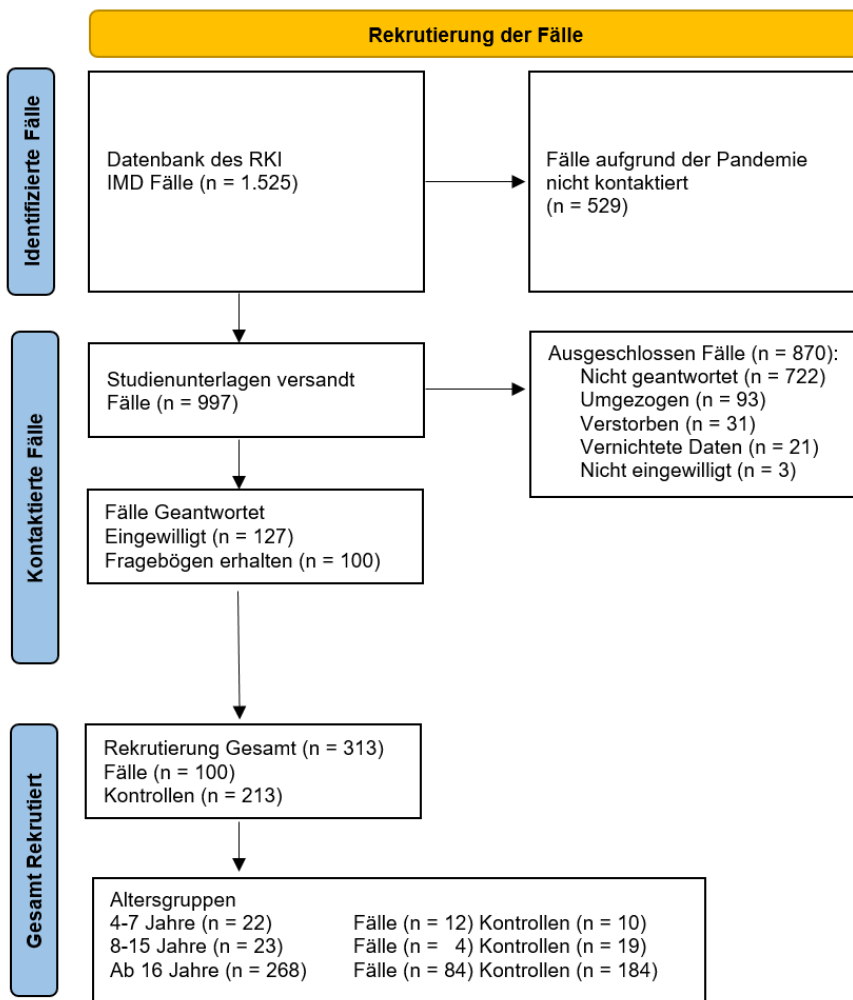 Rekrutierung der Fälle
Identifizierte Fälle
Datenbank des RKI
IMD Fälle (n = 1.525)
Fälle aufgrund der Pandemie
nicht kontaktiert
(n = 529)
Kontaktierte Fälle
Studienunterlagen versandt
Fälle (n = 997)
Ausgeschlossen Fälle (n = 870):
Nicht geantwortet (n = 722)
Umgezogen (n = 93)
Verstorben (n = 31)
Vernichtete Daten (n = 21)
Nicht eingewilligt (n = 3)
Fälle Geantwortet
Eingewilligt (n = 127)
Fragebögen erhalten (n = 100)
Gesamt Rekrutiert
Rekrutierung Gesamt (n = 313)
Fälle (n = 100)
Kontrollen (n = 213)
Altersgruppen
4-7 Jahre (n = 22) Fälle (n = 12) Kontrollen (n = 10)
8-15 Jahre (n = 23) Fälle (n = 4) Kontrollen (n = 19)
Ab 16 Jahre (n = 268) Fälle (n = 84) Kontrollen (n = 184)